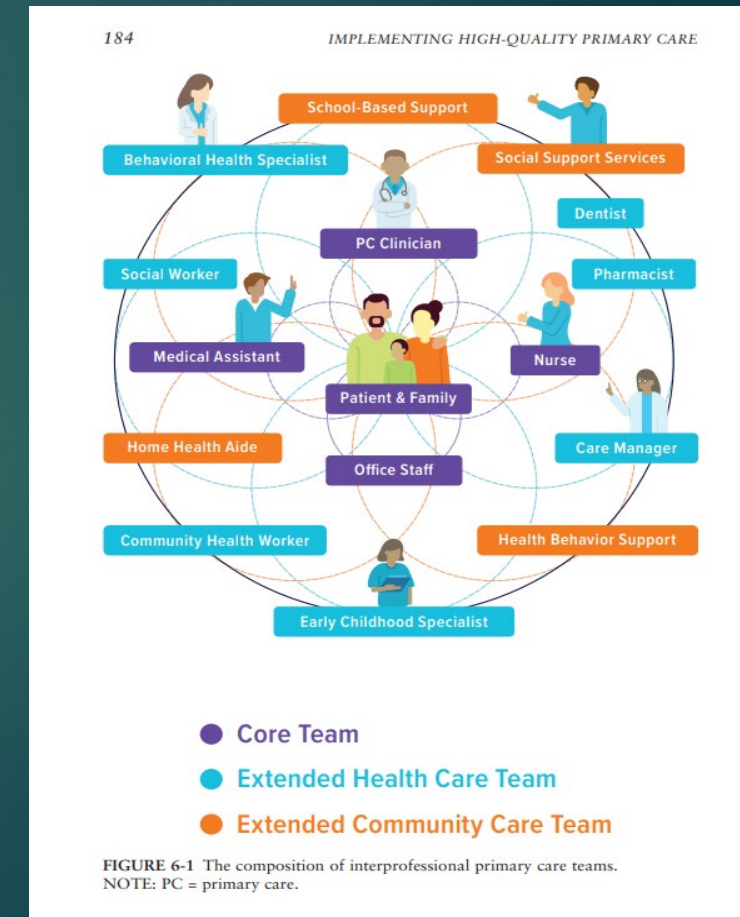 184
IMPLEMENTING HIGH-QUALITY PRIMARY CARE
School-Based Support
Behavioral Health Specialist
Social Support Services
Dentist
PC Clinician
Social Worker
Pharmacist
Medical Assistant
Nurse
Patient & Family
Home Health Aide
Care Manager
Office Staff
Community Health Worker
Health Behavior Support
Early Childhood Specialist
Core Team
Extended Health Care Team
Extended Community Care Team
FIGURE 6-1 The composition of interprofessional primary care teams.
NOTE: PC = primary care.